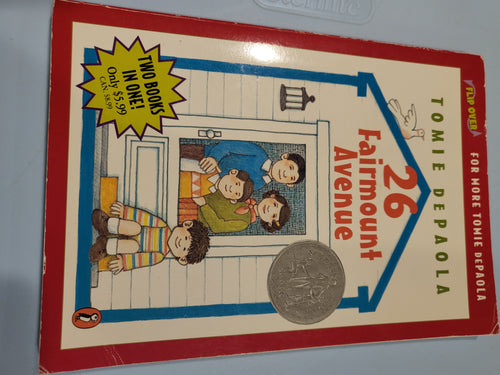 FLIP OVER
FOR MORE TOMIE DEPAOLA
TOMIE DEPAOLA
26
Fairmount
Avenue
TWO BOOKS
IN ONE!
Only $5.99
CAN. $8.99